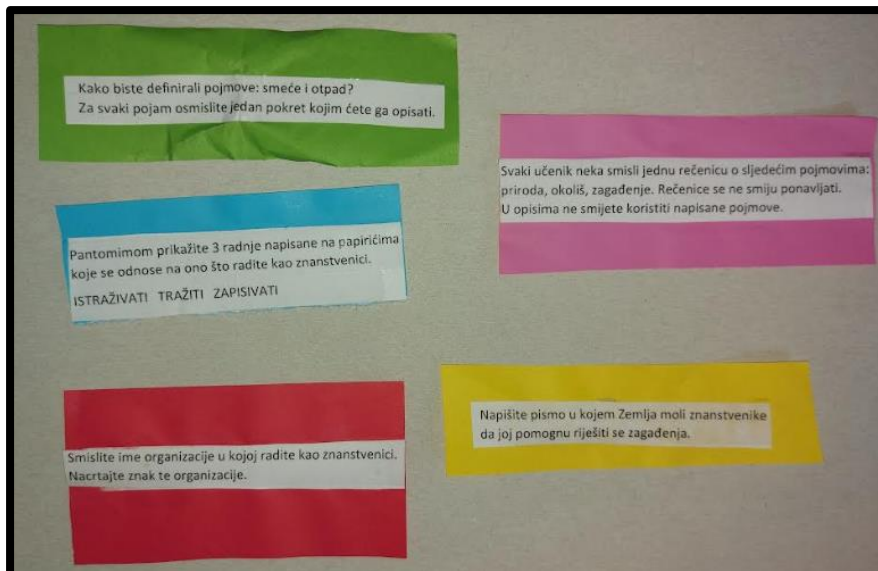 Kako biste definirali pojmove: smeće i otpad?
Za svaki pojam osmislite jedan pokret kojim ćete ga opisati.
Svaki učenik neka smisli jednu rečenicu o sljedećim pojmovima:
priroda, okoliš, zagađenje. Rečenice se ne smiju ponavljati.
U opisima ne smijete koristiti napisane pojmove.
Pantomimom prikažite 3 radnje napisane na papirićima
koje se odnose na ono što radite kao znanstvenici.
ISTRAŽIVATI TRAŽITI ZAPISIVATI
Napišite pismo u kojem Zemlja moli znanstvenike
da joj pomognu riješiti se zagađenja.
Smislite ime organizacije u kojoj radite kao znanstvenici.
Nacrtajte znak te organizacije.